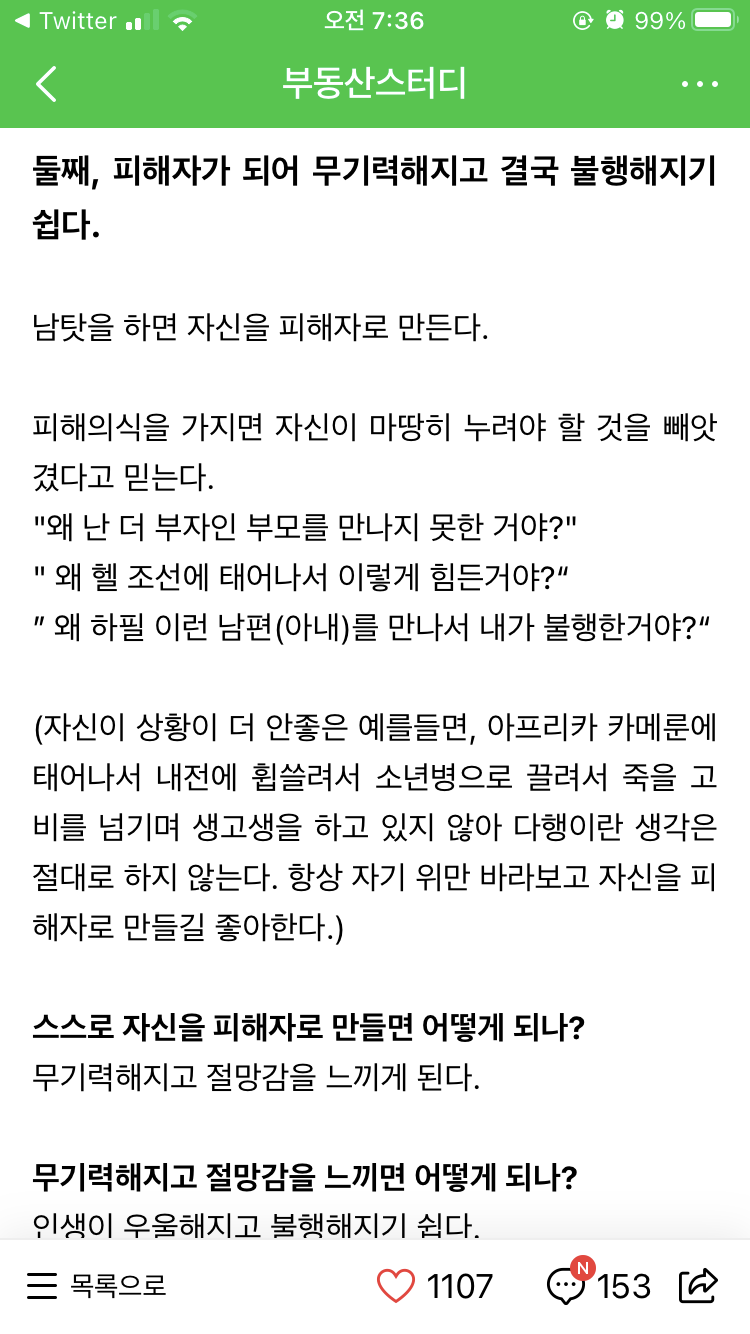 Twitter 오전 7:36 99%
부동산스터디
둘째, 피해자가 되어 무기력해지고 결국 불행해지기
쉽다.
남탓을 하면 자신을 피해자로 만든다.
피해의식을 가지면 자신이 마땅히 누려야 할 것을 빼앗
겼다고 믿는다.
"왜 난 더 부자인 부모를 만나지 못한 거야?"
" 왜 헬 조선에 태어나서 이렇게 힘든거야?“
” 왜 하필 이런 남편(아내)를 만나서 내가 불행한거야?“
(자신이 상황이 더 안좋은 예를들면, 아프리카 카메룬에
태어나서 내전에 휩쓸려서 소년병으로 끌려서 죽을 고
비를 넘기며 생고생을 하고 있지 않아 다행이란 생각은
절대로 하지 않는다. 항상 자기 위만 바라보고 자신을 피
해자로 만들길 좋아한다.)
스스로 자신을 피해자로 만들면 어떻게 되나?
무기력해지고 절망감을 느끼게 된다.
무기력해지고 절망감을 느끼면 어떻게 되나?
인생이 우울해지고 불행해지기 쉽다.
목록으로 1107 N 153